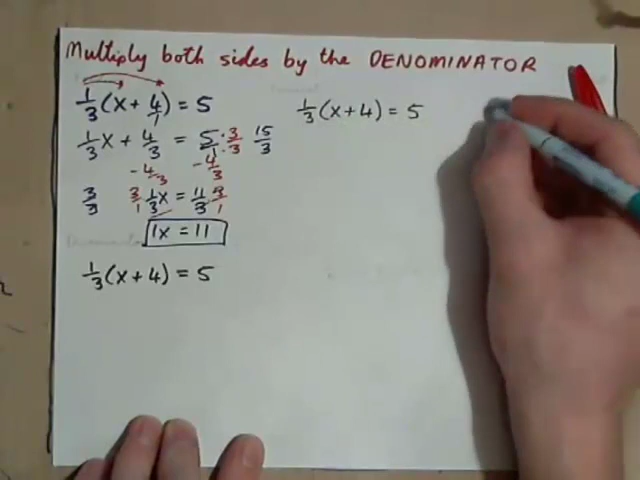 Multiply both sides by the DENOMINATOR
1/3(x + 4/1) = 5
1/3x + 4/3 = 5/1 · 3/3 15/3
- 4/3 - 4/3
3/3 3/1 · 1/3x = 11/3 · 3/1
1x = 11
1/3(x + 4) = 5
1/3(x + 4) = 5